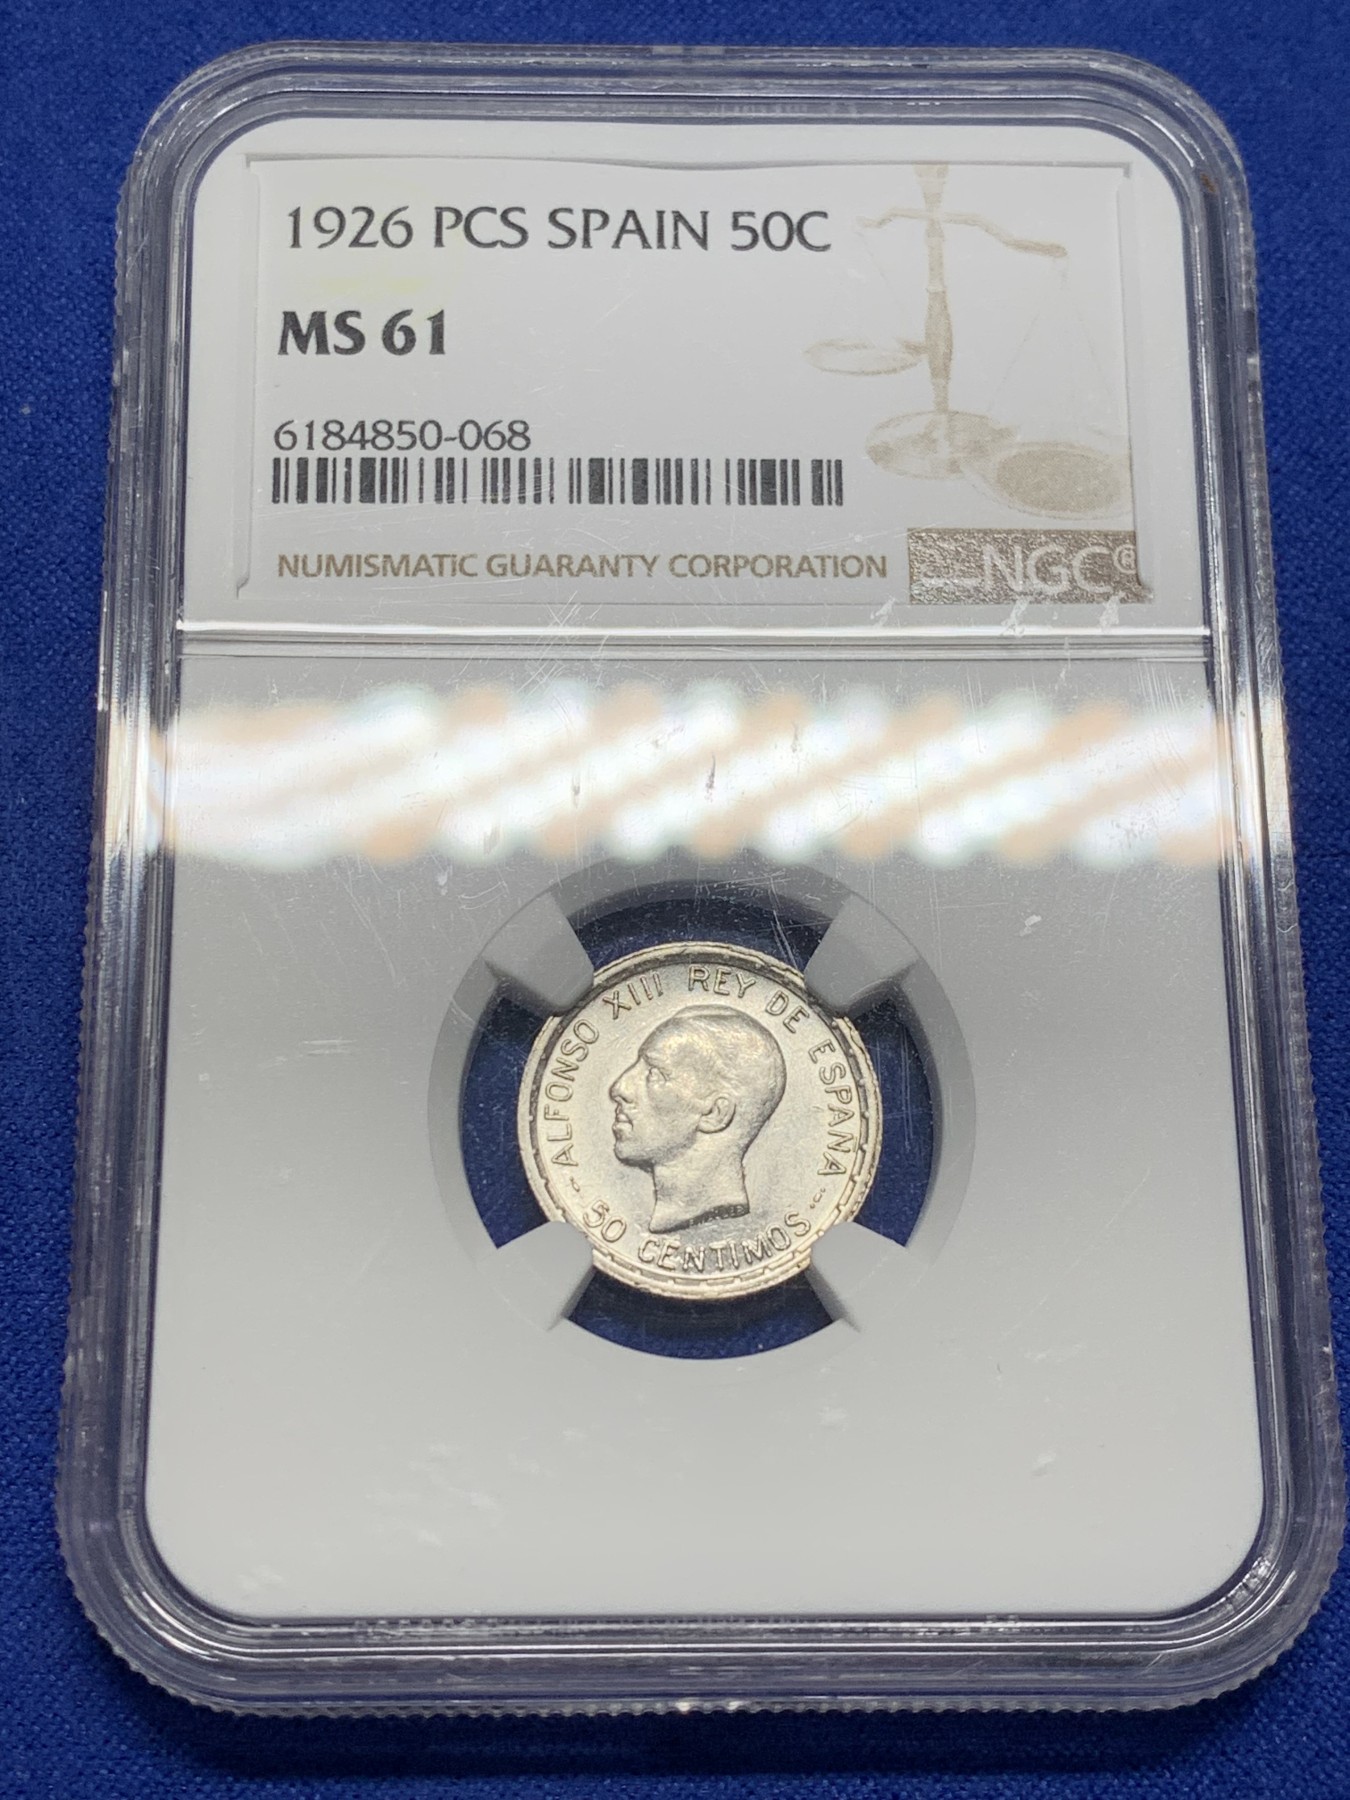 1926 PCS SPAIN 50C
MS 61
6184850-068
NUMISMATIC GUARANTY CORPORATION
NGC®
ALFONSO XIII REY DE ESPAÑA
50 CENTIMOS